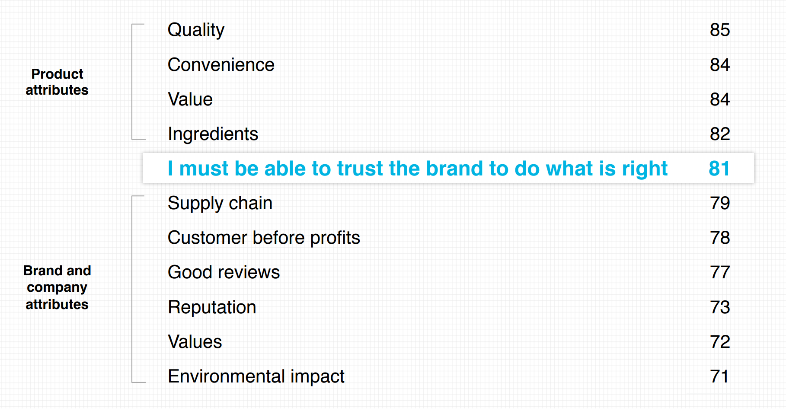 Product
attributes
Quality 85
Convenience 84
Value 84
Ingredients 82
I must be able to trust the brand to do what is right 81
Brand and
company
attributes
Supply chain 79
Customer before profits 78
Good reviews 77
Reputation 73
Values 72
Environmental impact 71